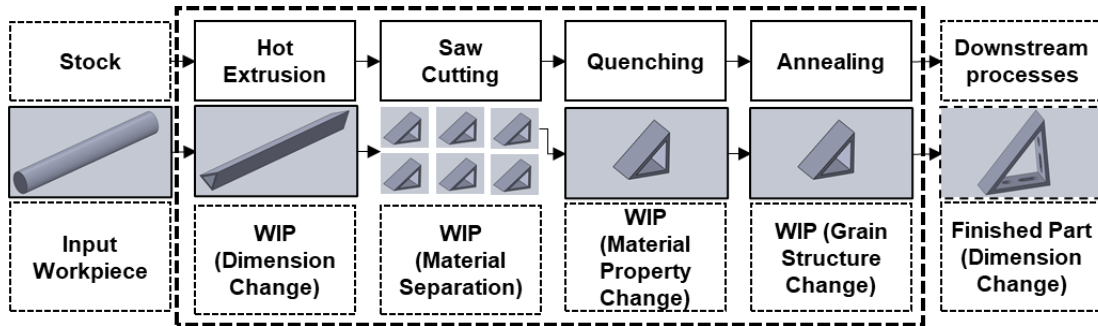 Stock
Hot
Extrusion
Saw
Cutting
Quenching
Annealing
Downstream
processes
Input
Workpiece
WIP
(Dimension
Change)
WIP
(Material
Separation)
WIP
(Material
Property
Change)
WIP (Grain
Structure
Change)
Finished Part
(Dimension
Change)